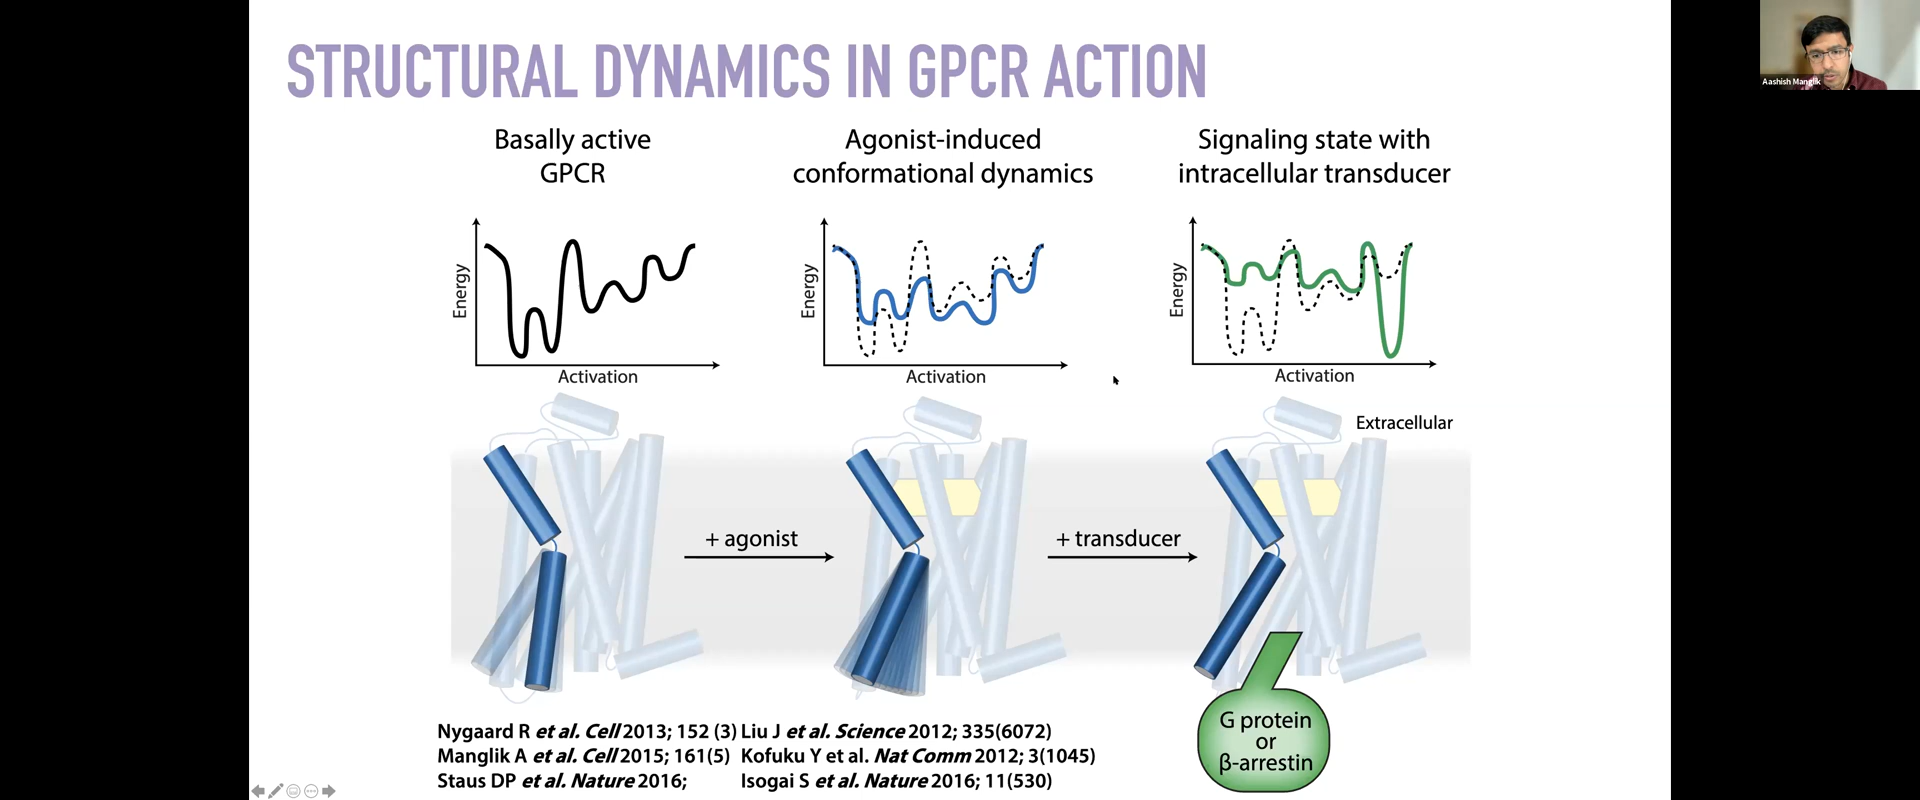 STRUCTURAL DYNAMICS IN GPCR ACTION
Aashish Manglik
Basally active
GPCR
Agonist-induced
conformational dynamics
Signaling state with
intracellular transducer
Energy
Activation
Energy
Activation
Energy
Activation
Extracellular
+ agonist
+ transducer
G protein
or
β-arrestin
Nygaard R et al. Cell 2013; 152 (3)
Manglik A et al. Cell 2015; 161(5)
Staus DP et al. Nature 2016;
Liu J et al. Science 2012; 335(6072)
Kofuku Y et al. Nat Comm 2012; 3(1045)
Isogai S et al. Nature 2016; 11(530)